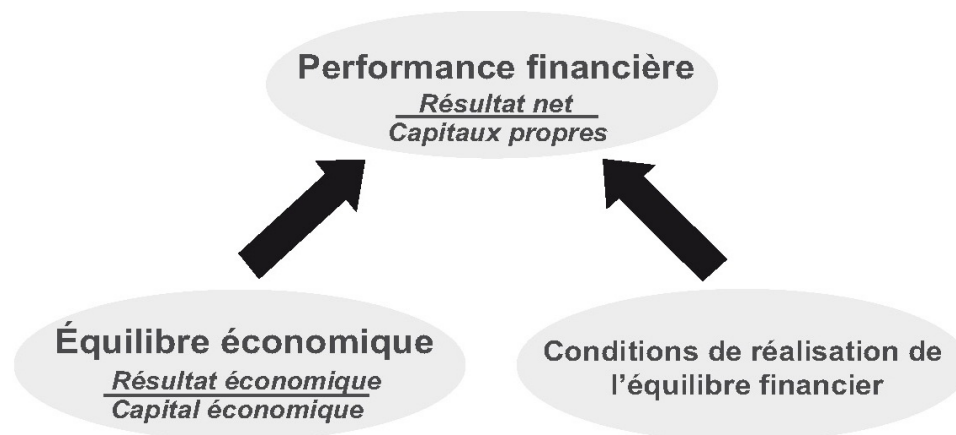 Performance financière
Résultat net
Capitaux propres
Équilibre économique
Résultat économique
Capital économique
Conditions de réalisation de
l'équilibre financier